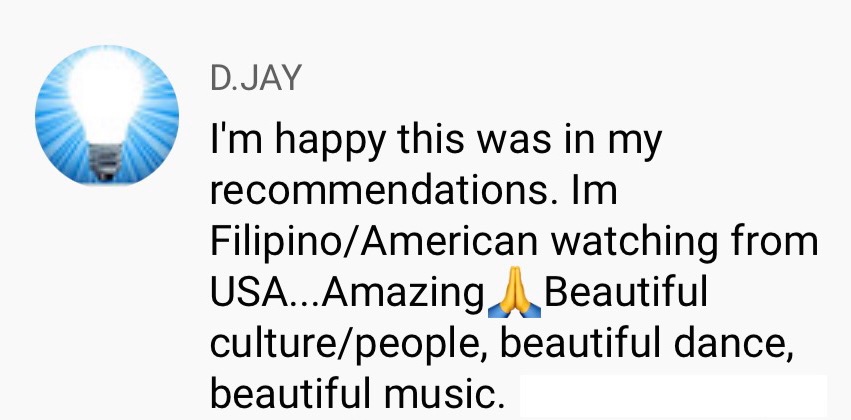 D.JAY
I'm happy this was in my
recommendations. Im
Filipino/American watching from
USA...Amazing🙏Beautiful
culture/people, beautiful dance,
beautiful music.